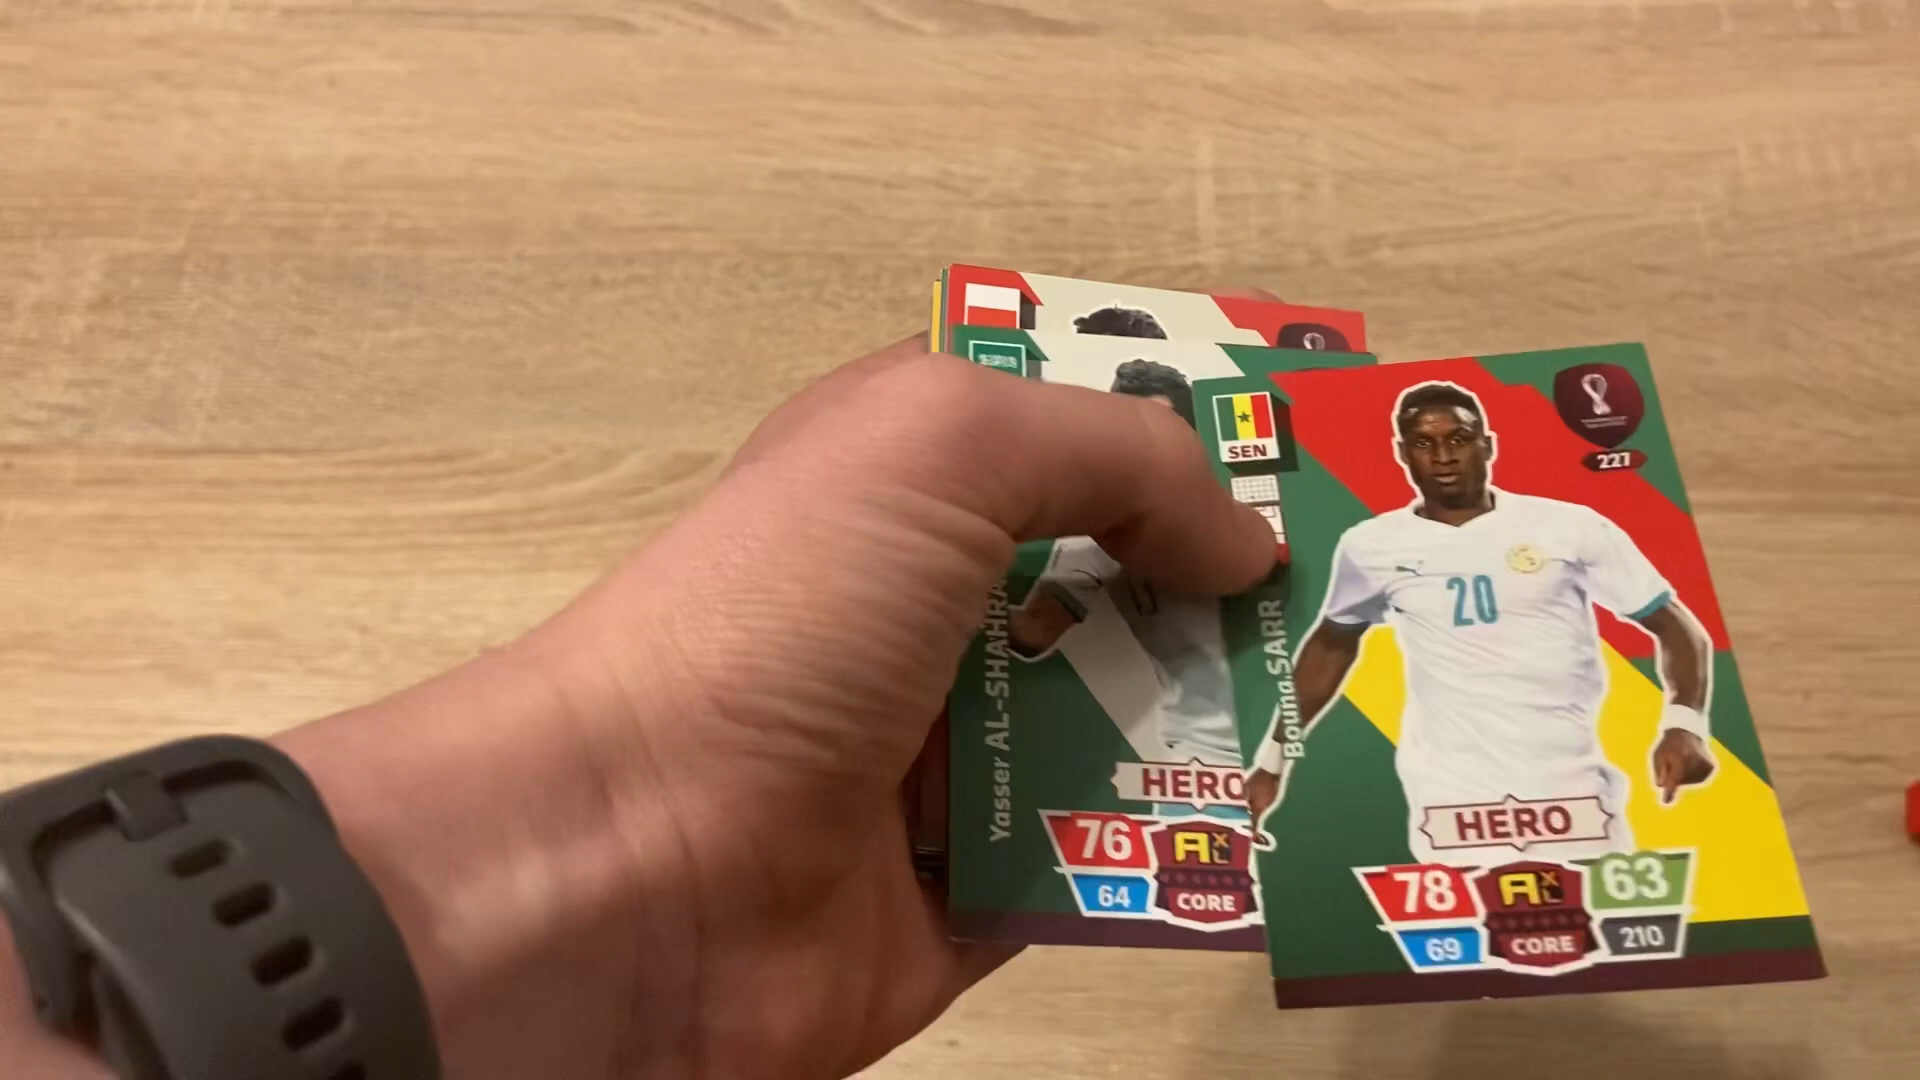 SEN
227
20
Bouna SARR
HERO
78
AXL
63
69
CORE
210
Yasser AL-SHAHRA
HERO
76
AXL
64
CORE